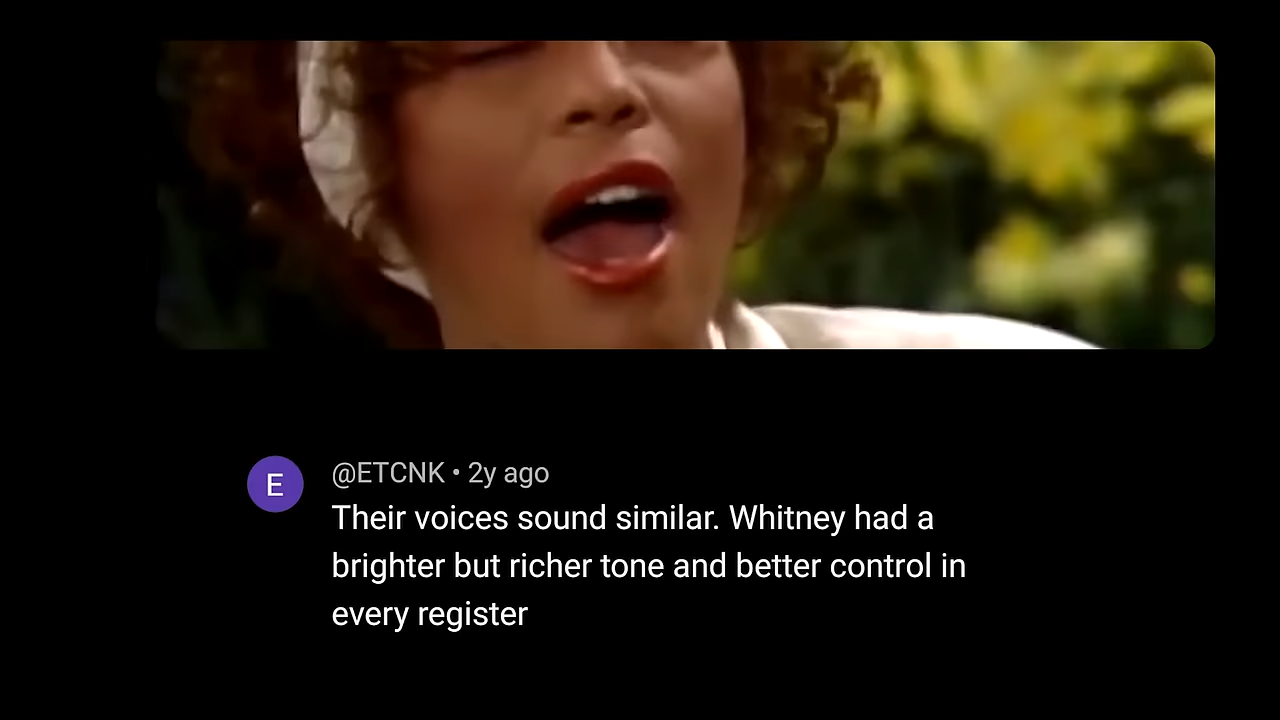 E
@ETCNK • 2y ago
Their voices sound similar. Whitney had a
brighter but richer tone and better control in
every register